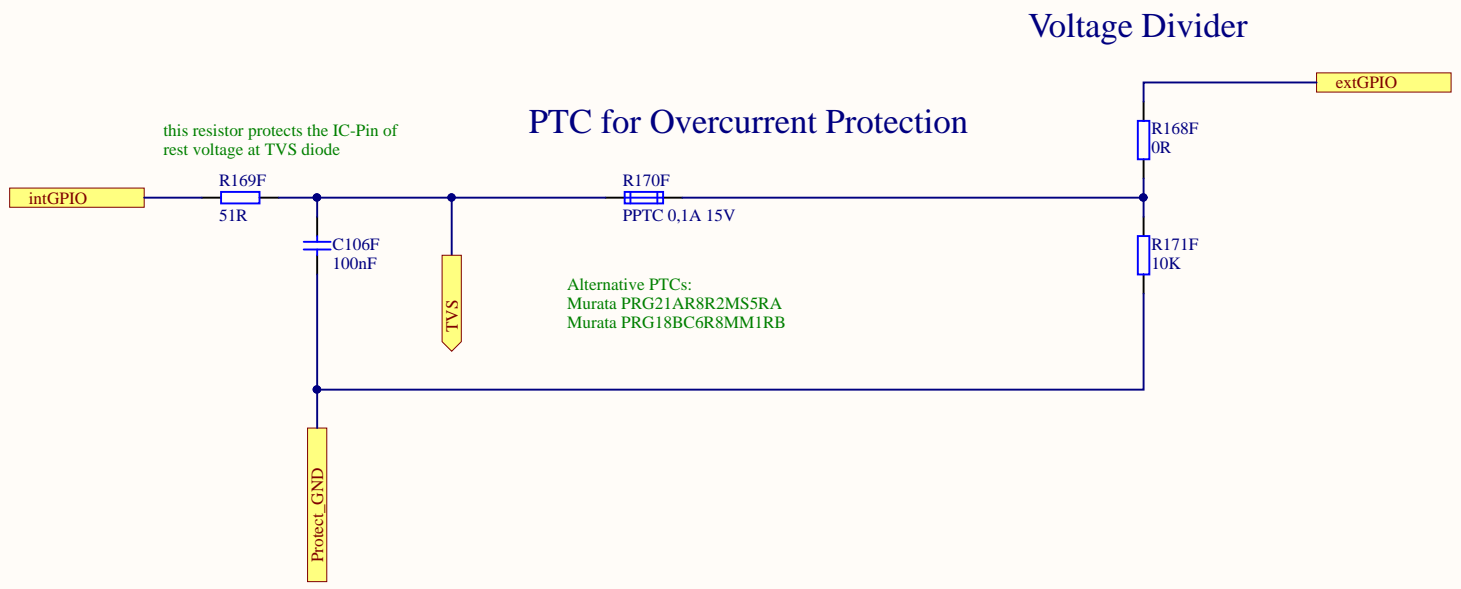 Voltage Divider
extGPIO
PTC for Overcurrent Protection
this resistor protects the IC-Pin of
rest voltage at TVS diode
R168F
0R
intGPIO
R169F
51R
R170F
PPTC 0,1A 15V
C106F
100nF
R171F
10K
TVS
Alternative PTCs:
Murata PRG21AR8R2MS5RA
Murata PRG18BC6R8MM1RB
Protect_GND